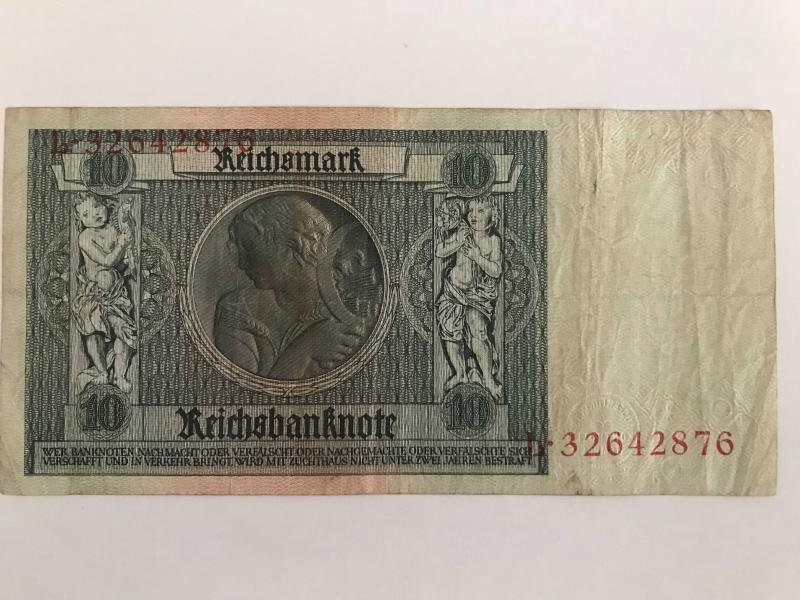 L·32642876
10 Reichsmark 10
10 Reichsbanknote 10
WER BANKNOTEN NACHMACHT ODER VERFÄLSCHT ODER NACHGEMACHTE ODER VERFÄLSCHTE SICH
VERSCHAFFT UND IN VERKEHR BRINGT, WIRD MIT ZUCHTHAUS NICHT UNTER ZWEI JAHREN BESTRAFT
L·32642876